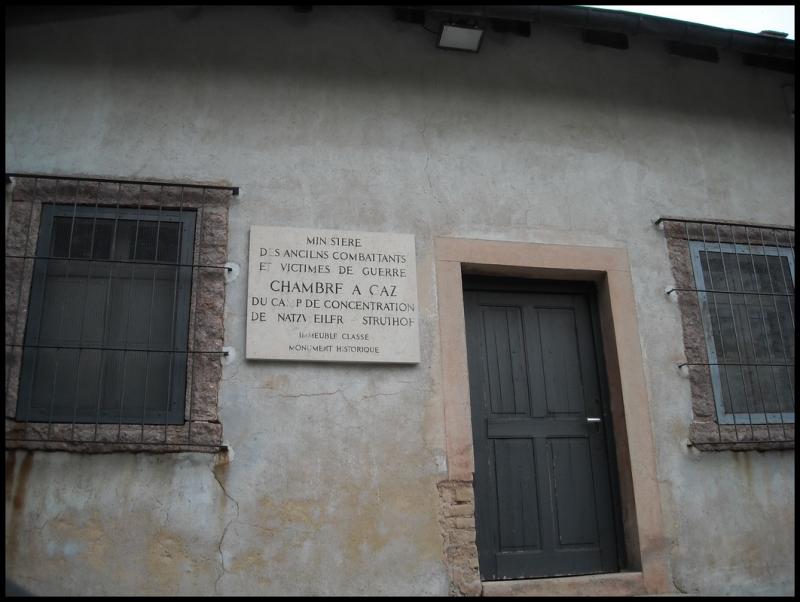 MINISTERE
DES ANCIENS COMBATTANTS
ET VICTIMES DE GUERRE
CHAMBRE A GAZ
DU CAMP DE CONCENTRATION
DE NATZWEILER - STRUTHOF
IMMEUBLE CLASSE
MONUMENT HISTORIQUE